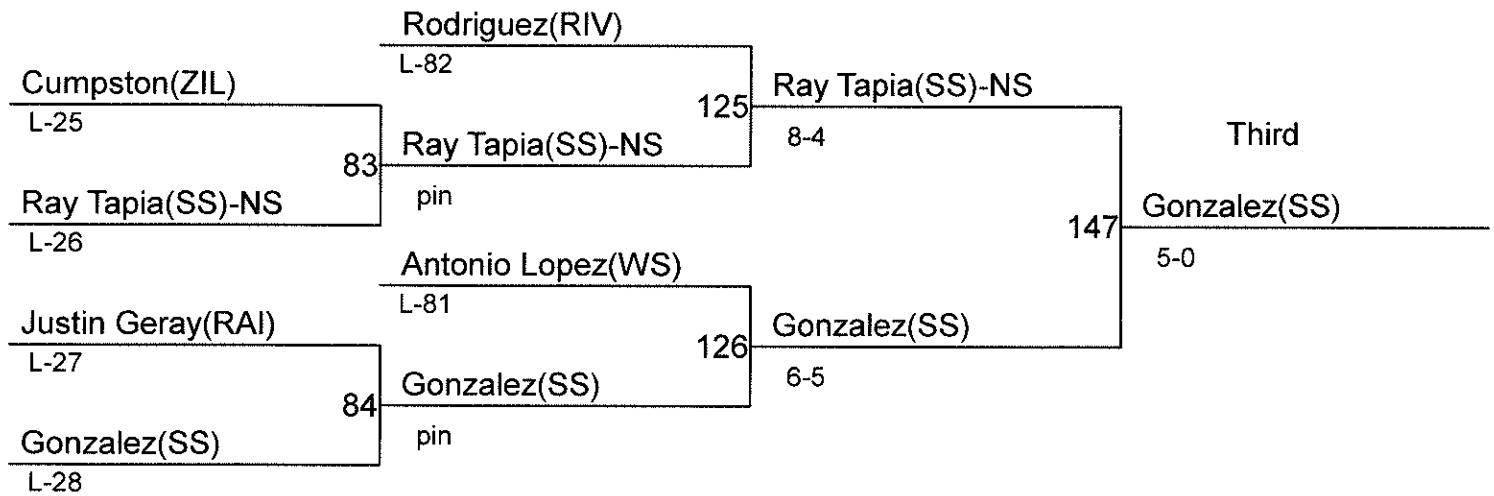 Rodriguez(RIV)
L-82
Cumpston(ZIL)
L-25
125
Ray Tapia(SS)-NS
8-4
Third
83
Ray Tapia(SS)-NS
pin
Ray Tapia(SS)-NS
L-26
147
Gonzalez(SS)
5-0
Antonio Lopez(WS)
L-81
Justin Geray(RAI)
L-27
126
Gonzalez(SS)
6-5
84
Gonzalez(SS)
pin
Gonzalez(SS)
L-28